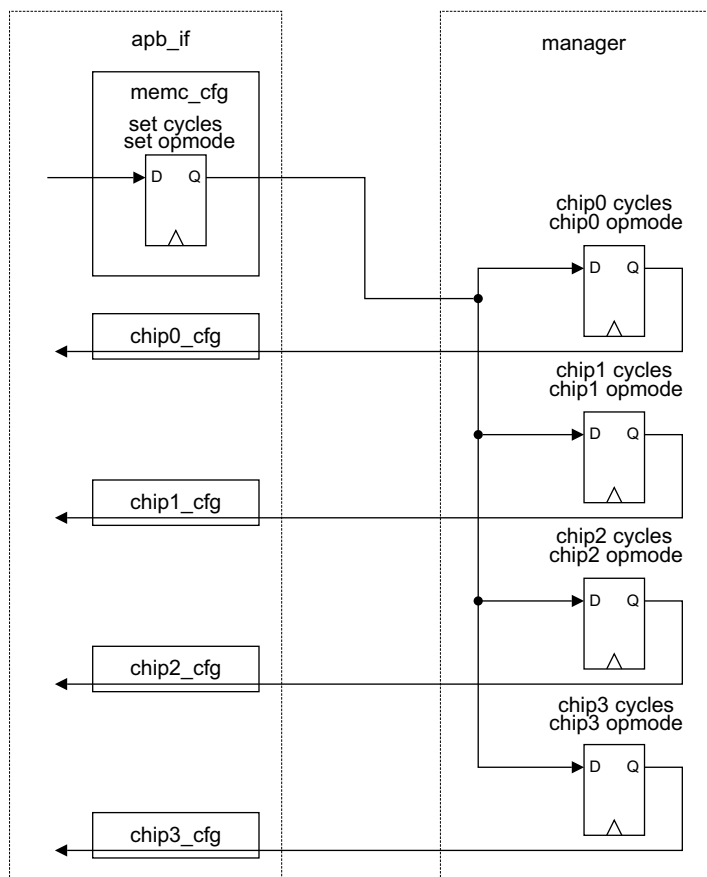 apb_if
manager
memc_cfg
set cycles
set opmode
D Q
chip0 cycles
chip0 opmode
D Q
chip0_cfg
chip1 cycles
chip1 opmode
D Q
chip1_cfg
chip2 cycles
chip2 opmode
D Q
chip2_cfg
chip3 cycles
chip3 opmode
D Q
chip3_cfg